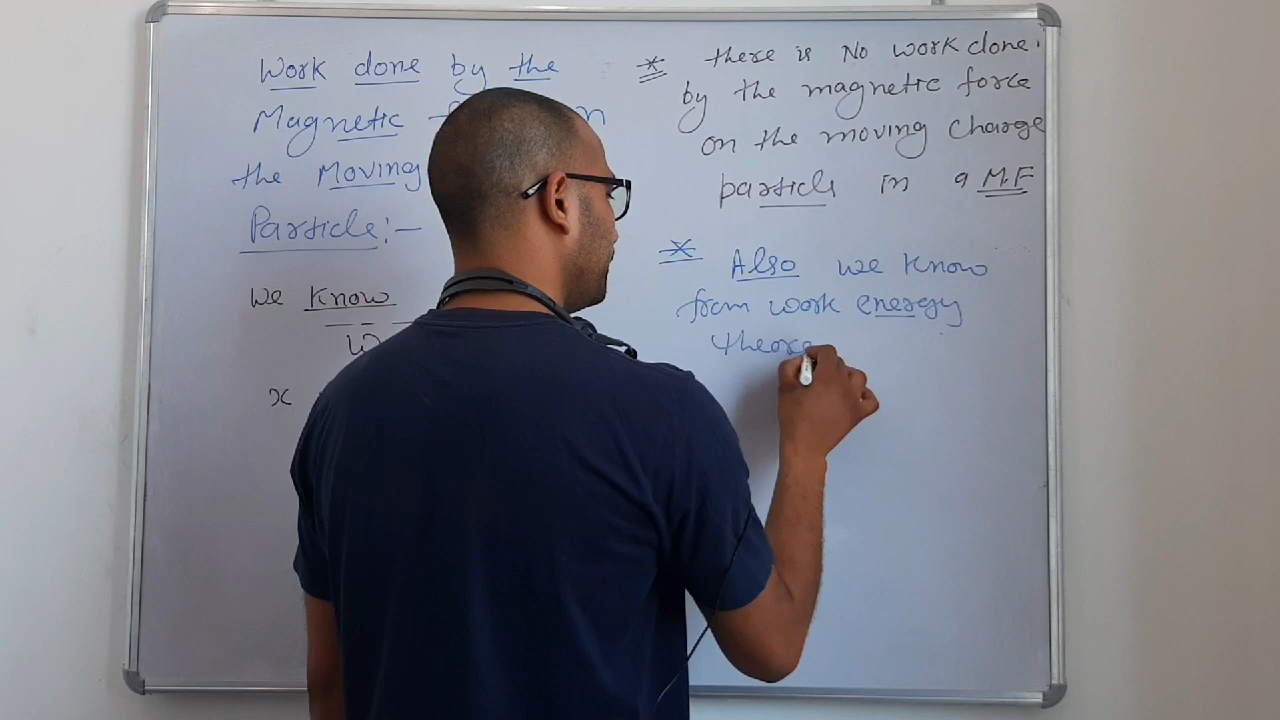 Work done by the
Magnetic
the Moving
Particle:-
We Know
W
x
* there is No work done.
by the magnetic force
on the moving charge
particle in a M.F
* Also we know
from work energy
theore